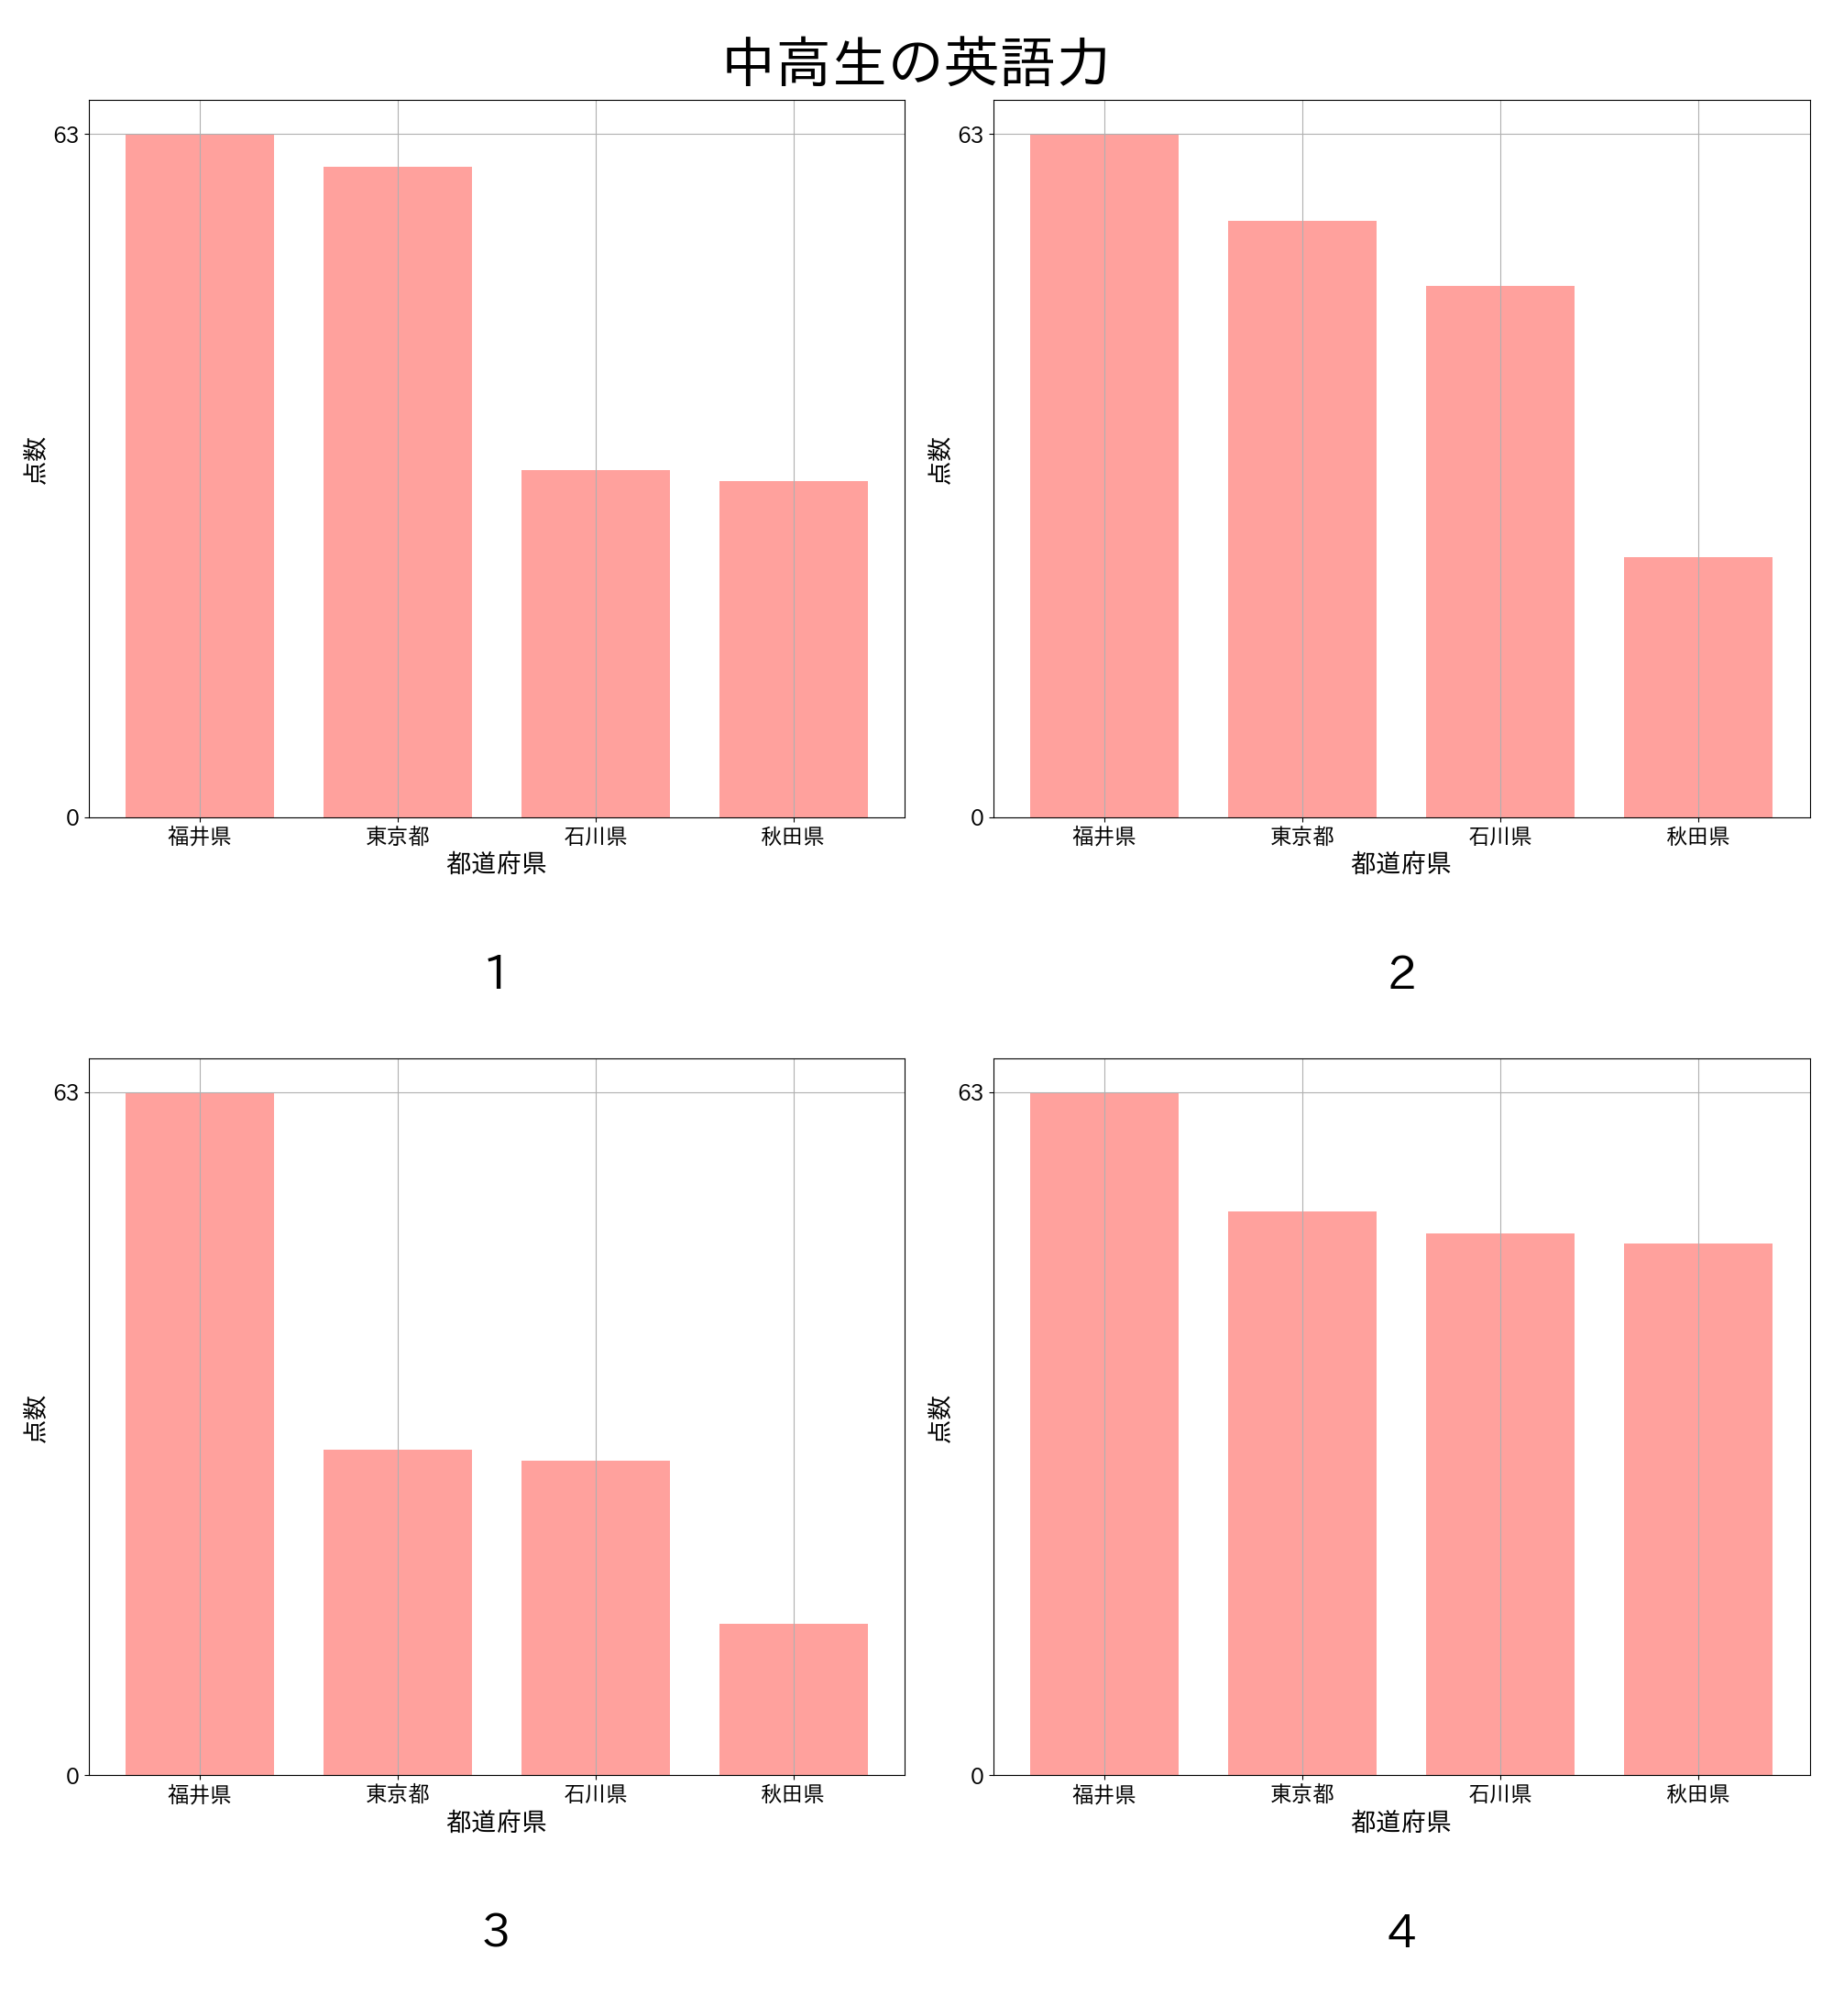 中高生の英語力
63
0
点数
福井県 東京都 石川県 秋田県
都道府県
1
63
0
点数
福井県 東京都 石川県 秋田県
都道府県
2
63
0
点数
福井県 東京都 石川県 秋田県
都道府県
3
63
0
点数
福井県 東京都 石川県 秋田県
都道府県
4